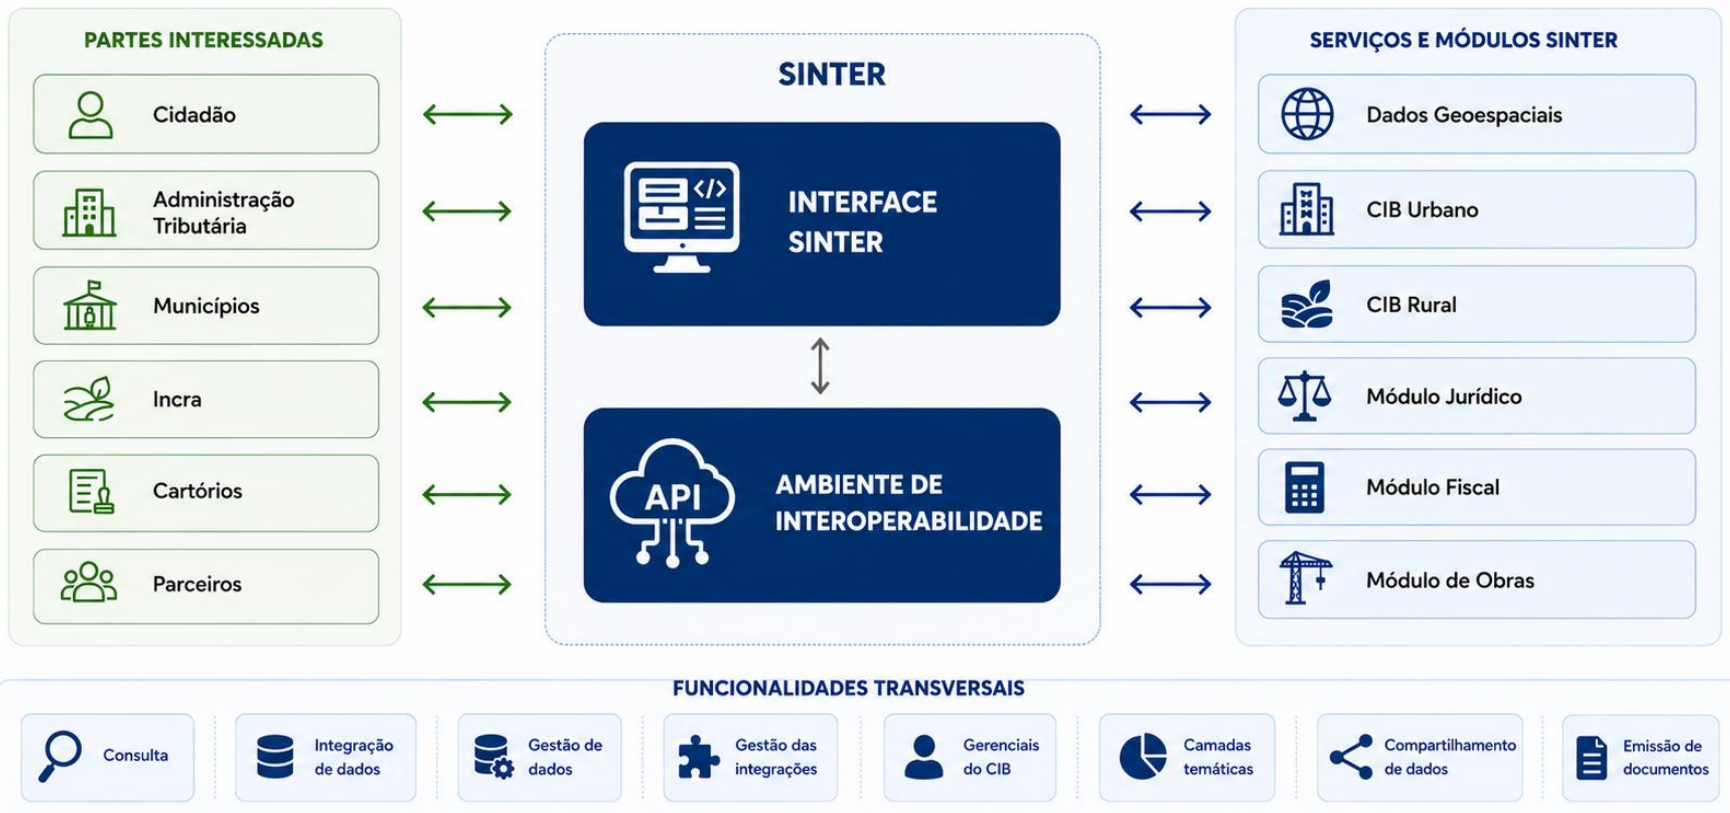 PARTES INTERESSADAS
Cidadão
Administração
Tributária
Municípios
Incra
Cartórios
Parceiros
SINTER
</>
INTERFACE
SINTER
API
AMBIENTE DE
INTEROPERABILIDADE
SERVIÇOS E MÓDULOS SINTER
Dados Geoespaciais
CIB Urbano
CIB Rural
Módulo Jurídico
Módulo Fiscal
Módulo de Obras
FUNCIONALIDADES TRANSVERSAIS
Consulta
Integração
de dados
Gestão de
dados
Gestão das
integrações
Gerenciais
do CIB
Camadas
temáticas
Compartilhamento
de dados
Emissão de
documentos